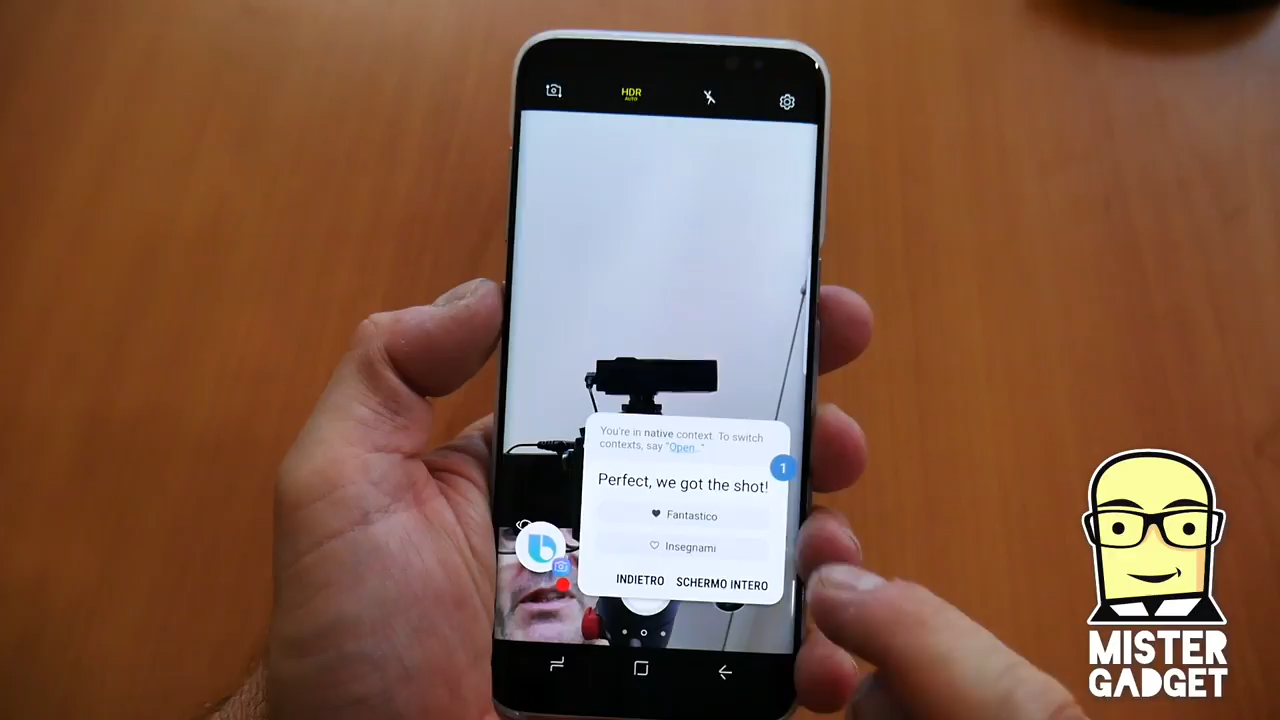 HDR
AUTO
You're in native context. To switch
contexts, say "Open.."
1
Perfect, we got the shot!
Fantastico
Insegnami
INDIETRO SCHERMO INTERO
MISTER
GADGET